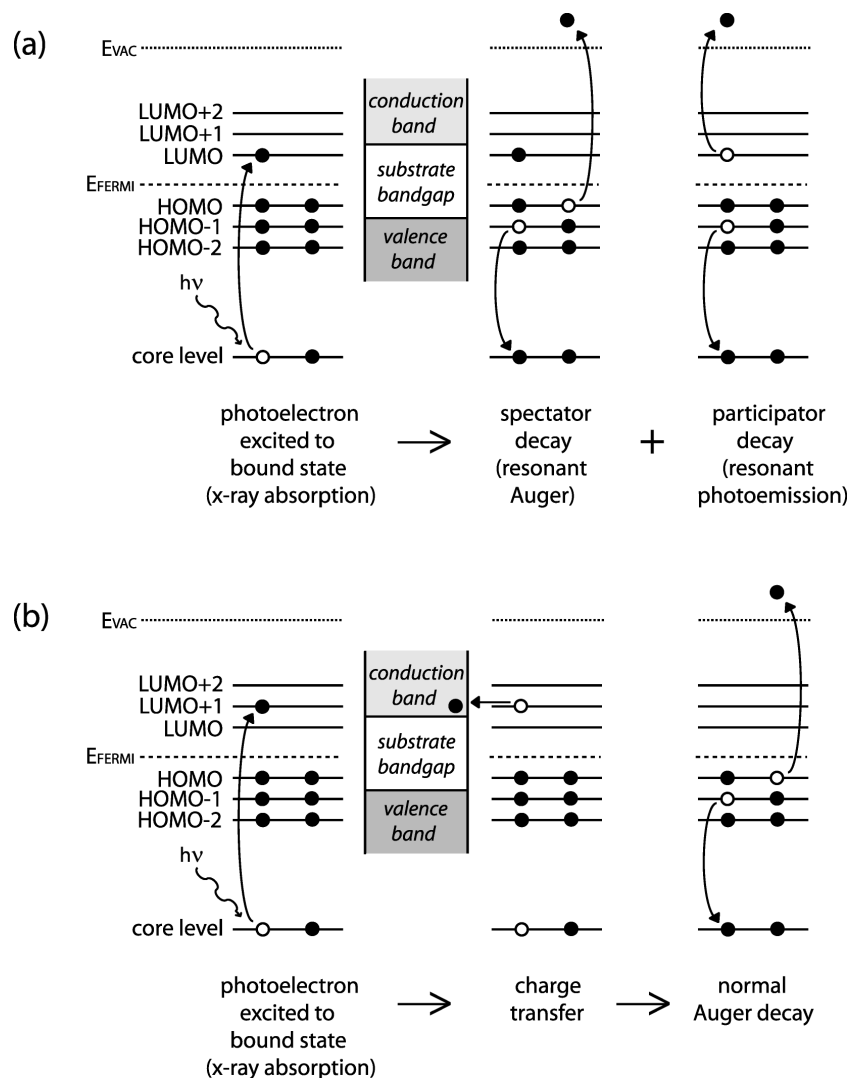 (a)
EVAC
LUMO+2
LUMO+1
LUMO
EFERMI
HOMO
HOMO-1
HOMO-2
hν
core level
conduction
band
substrate
bandgap
valence
band
photoelectron
excited to
bound state
(x-ray absorption)
spectator
decay
(resonant
Auger)
+
participator
decay
(resonant
photoemission)
(b)
EVAC
LUMO+2
LUMO+1
LUMO
EFERMI
HOMO
HOMO-1
HOMO-2
hν
core level
conduction
band
substrate
bandgap
valence
band
photoelectron
excited to
bound state
(x-ray absorption)
charge
transfer
normal
Auger decay